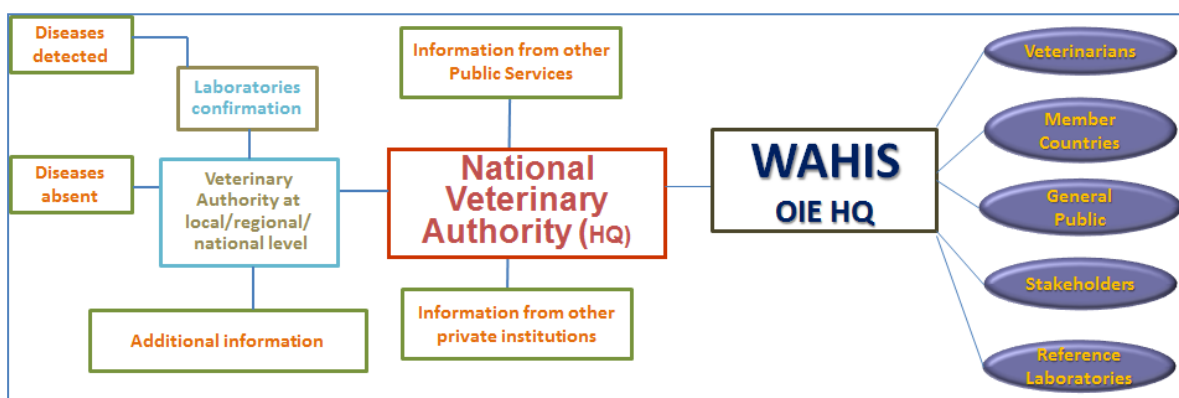 Diseases
detected
Laboratories
confirmation
Diseases
absent
Veterinary
Authority at
local/regional/
national level
Additional information
Information from other
Public Services
National
Veterinary
Authority (HQ)
Information from other
private institutions
WAHIS
OIE HQ
Veterinarians
Member
Countries
General
Public
Stakeholders
Reference
Laboratories